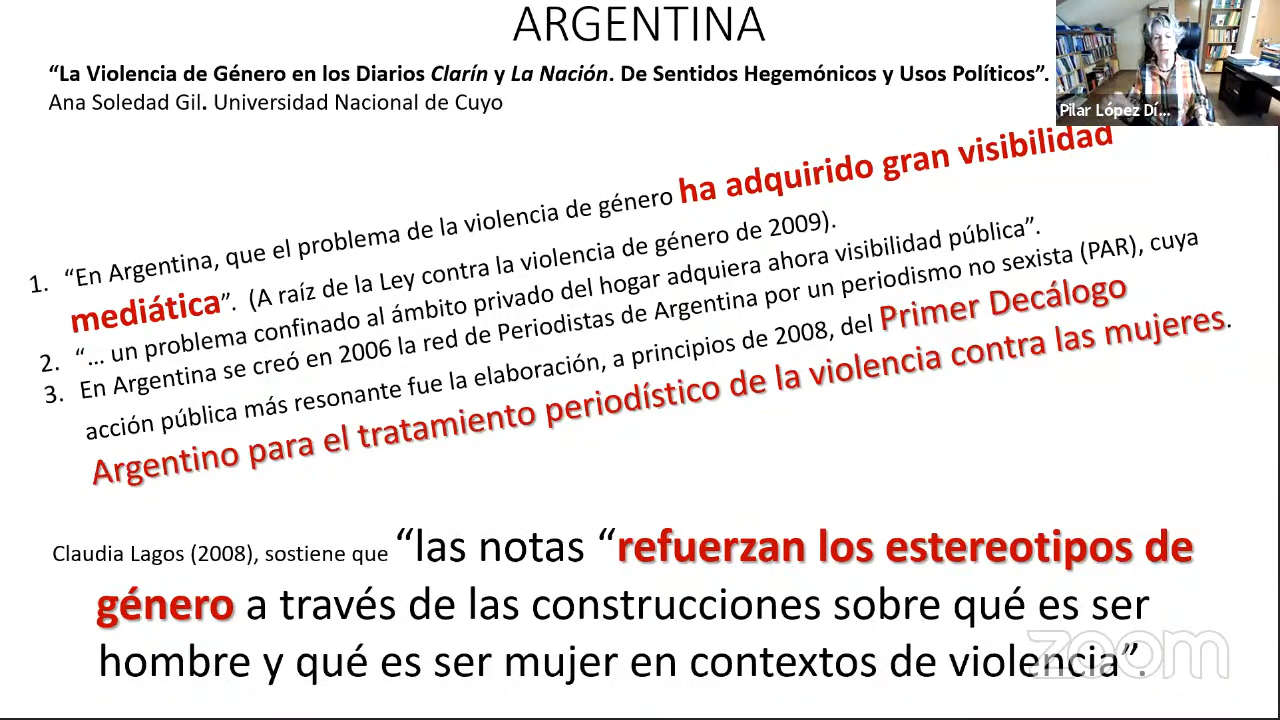 ARGENTINA
“La Violencia de Género en los Diarios Clarín y La Nación. De Sentidos Hegemónicos y Usos Políticos”.
Ana Soledad Gil. Universidad Nacional de Cuyo
Pilar López Dí...
1. “En Argentina, que el problema de la violencia de género ha adquirido gran visibilidad
mediática”. (A raíz de la Ley contra la violencia de género de 2009).
2. “... un problema confinado al ámbito privado del hogar adquiera ahora visibilidad pública”.
3. En Argentina se creó en 2006 la red de Periodistas de Argentina por un periodismo no sexista (PAR), cuya
acción pública más resonante fue la elaboración, a principios de 2008, del Primer Decálogo
Argentino para el tratamiento periodístico de la violencia contra las mujeres.
Claudia Lagos (2008), sostiene que “las notas “refuerzan los estereotipos de
género a través de las construcciones sobre qué es ser
hombre y qué es ser mujer en contextos de violencia”.
zoom